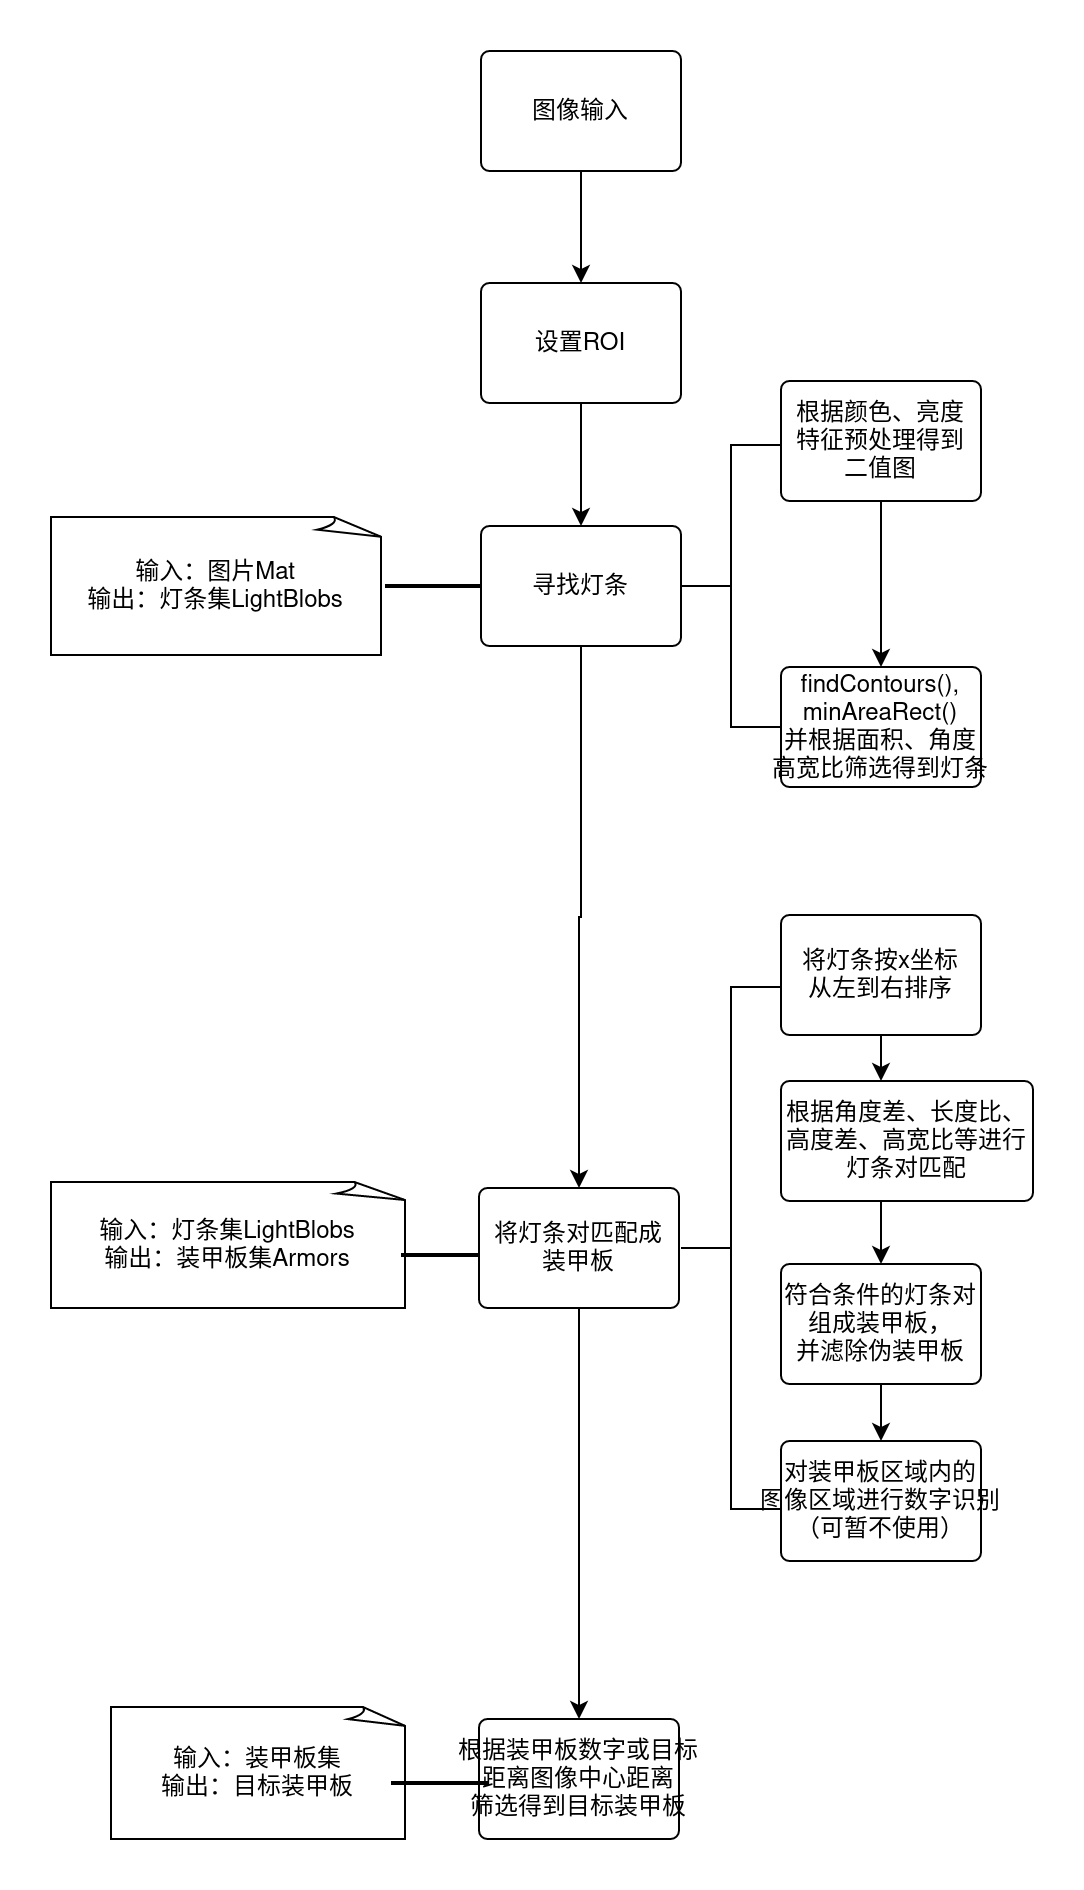 图像输入
设置ROI
根据颜色、亮度
特征预处理得到
二值图
输入：图片Mat
输出：灯条集LightBlobs
寻找灯条
findContours(),
minAreaRect()
并根据面积、角度
高宽比筛选得到灯条
将灯条按x坐标
从左到右排序
根据角度差、长度比、
高度差、高宽比等进行
灯条对匹配
输入：灯条集LightBlobs
输出：装甲板集Armors
将灯条对匹配成
装甲板
符合条件的灯条对
组成装甲板，
并滤除伪装甲板
对装甲板区域内的
图像区域进行数字识别
（可暂不使用）
输入：装甲板集
输出：目标装甲板
根据装甲板数字或目标
距离图像中心距离
筛选得到目标装甲板